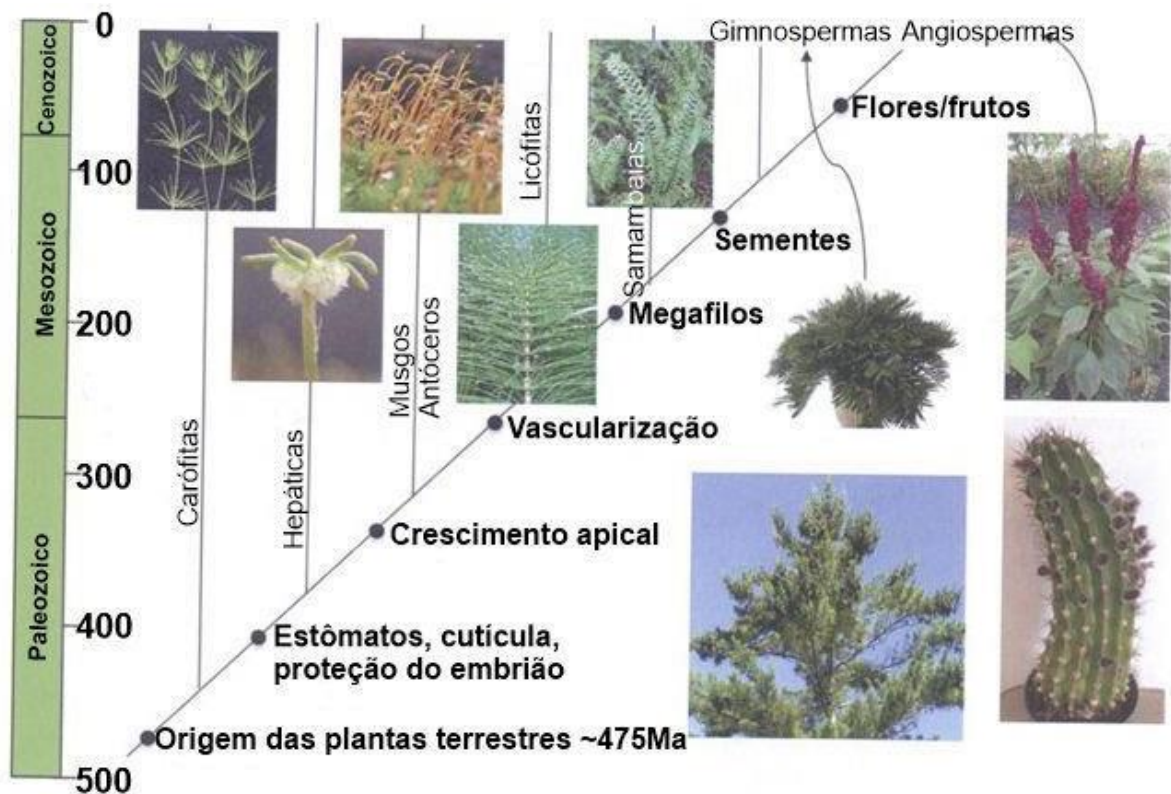 0
100
200
300
400
500
Cenozoico
Mesozoico
Paleozoico
Carófitas
Hepáticas
Musgos
Antóceros
Licófitas
Samambaias.
Gimnospermas Angiospermas
Flores/frutos
Sementes
Megafilos
Vascularização
Crescimento apical
Estômatos, cutícula,
proteção do embrião
Origem das plantas terrestres ~475Ma